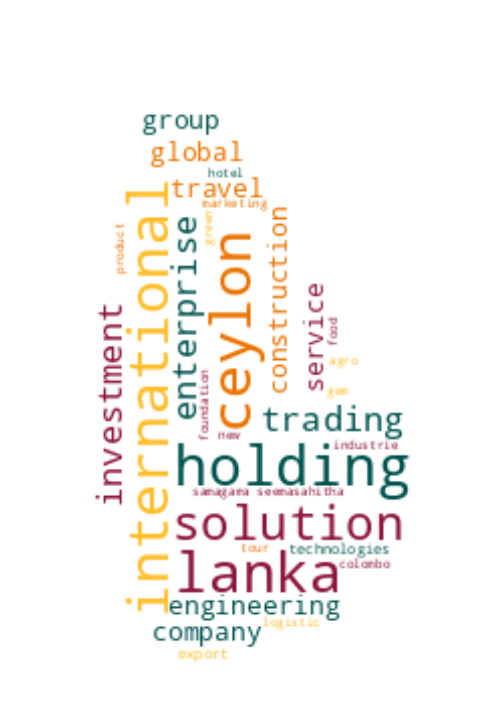 group
global
hotel
travel
marketing
international
product
enterprise
green
ceylon
construction
investment
service
food
agro
gem
foundation
new
trading
industrie
holding
samagama seemasahitha
solution
tour
technologies
lanka
colombo
engineering
logistic
company
export